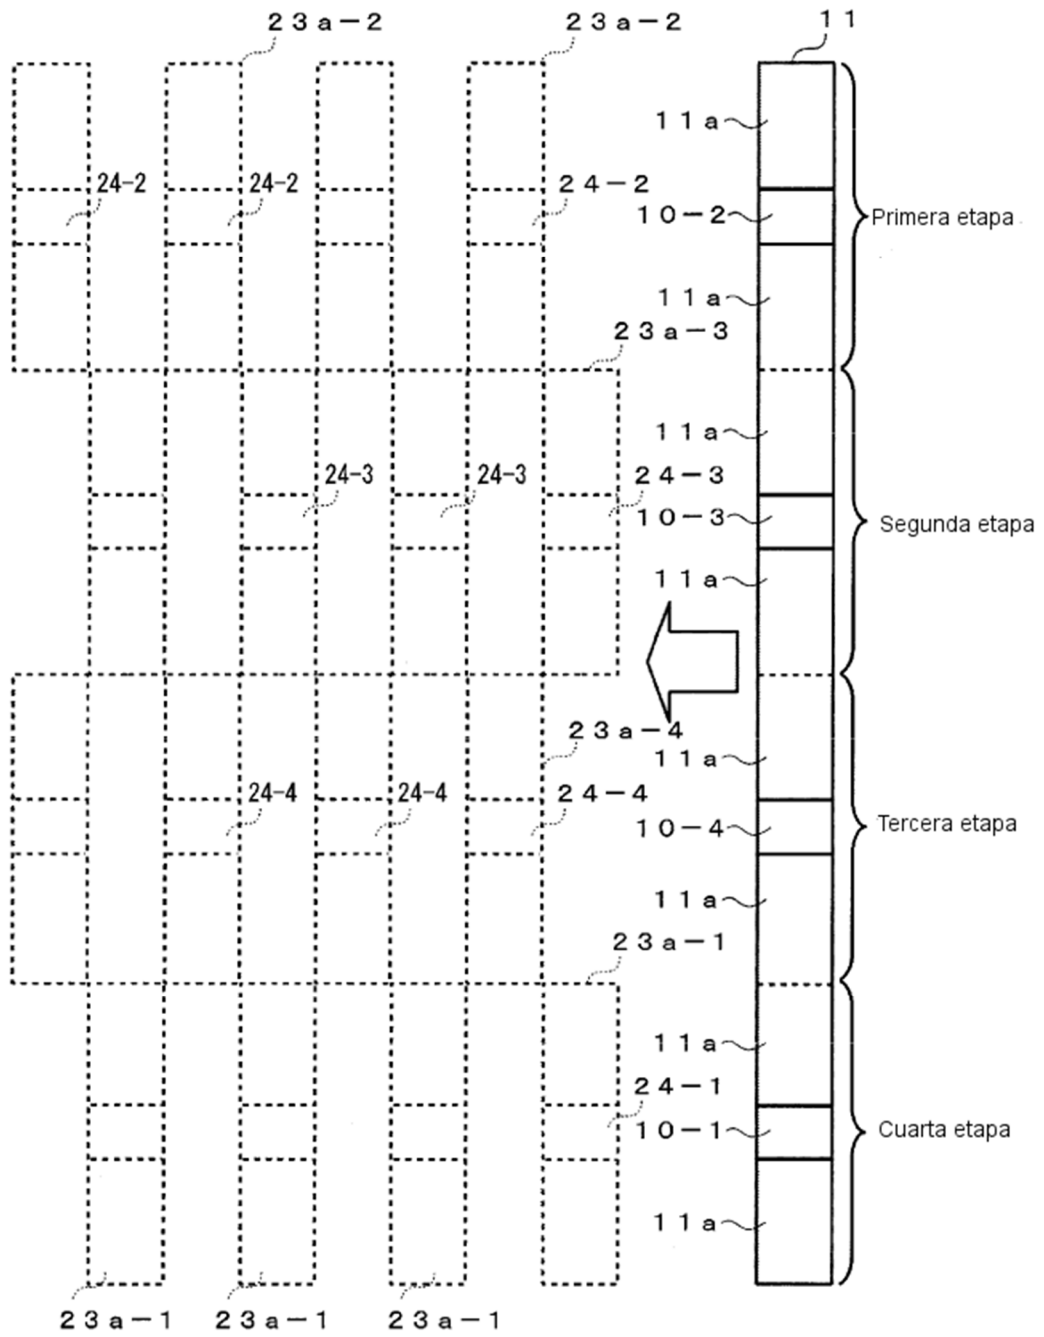 23a-2 23a-2 11
11a
24-2 24-2 24-2
10-2 Primera etapa
11a
23a-3
11a
24-3 24-3 24-3
10-3 Segunda etapa
11a
23a-4
11a
24-4 24-4 24-4
10-4 Tercera etapa
11a
23a-1
11a
24-1
10-1 Cuarta etapa
11a
23a-1 23a-1 23a-1